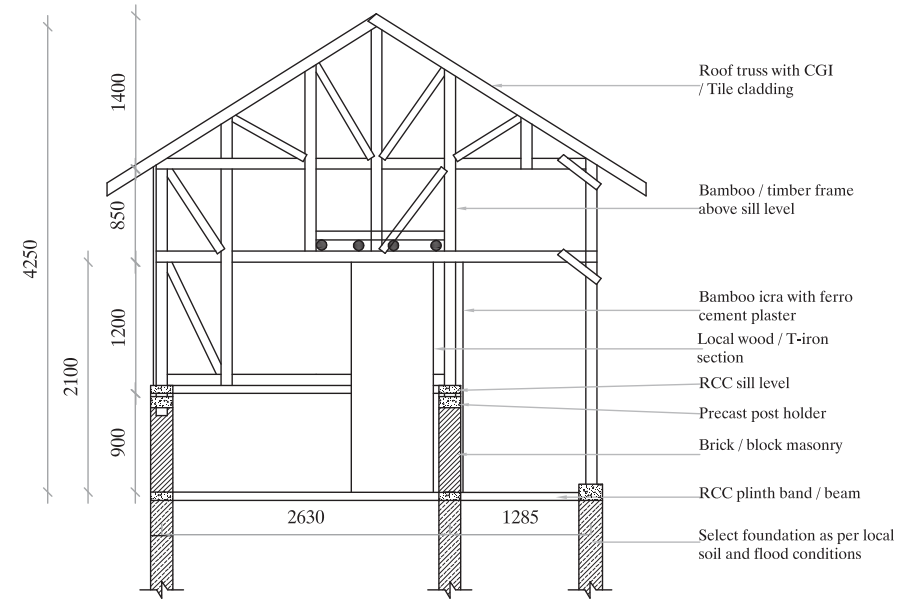 1400
Roof truss with CGI
/ Tile cladding
850
Bamboo / timber frame
above sill level
4250
1200
Bamboo icra with ferro
cement plaster
Local wood / T-iron
section
2100
RCC sill level
Precast post holder
900
Brick / block masonry
RCC plinth band / beam
2630
1285
Select foundation as per local
soil and flood conditions